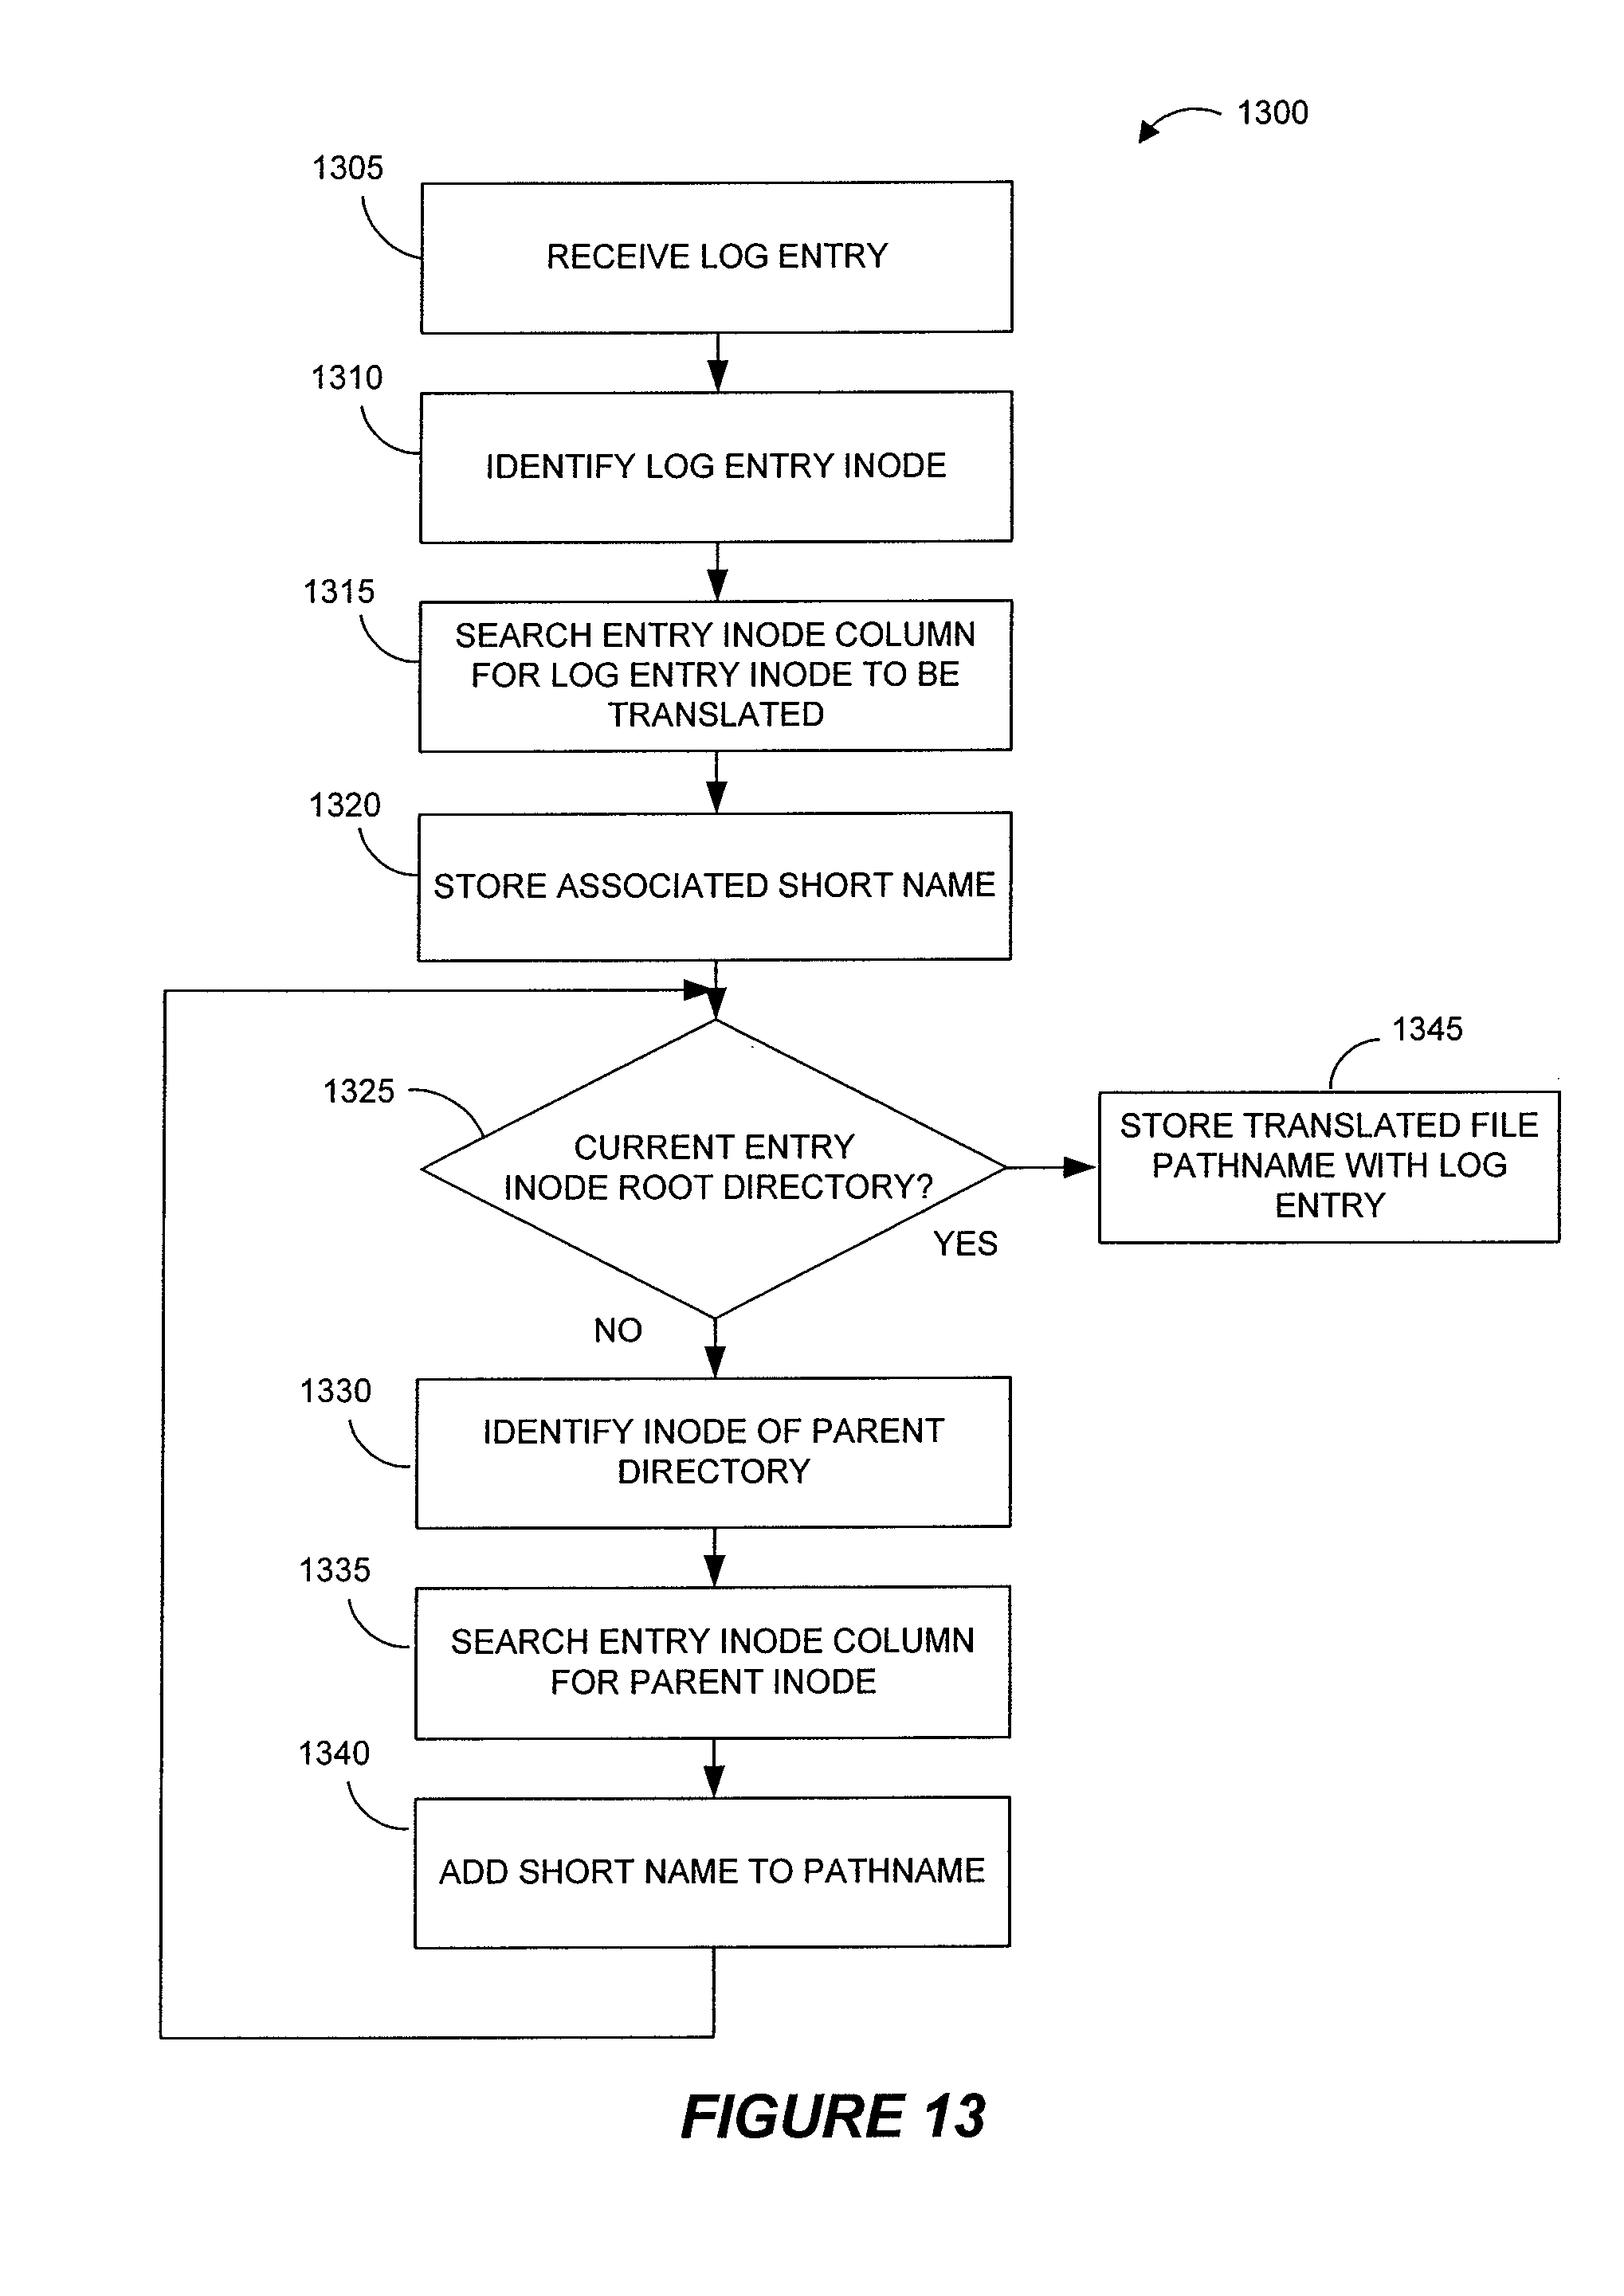 1300
1305
RECEIVE LOG ENTRY
1310
IDENTIFY LOG ENTRY INODE
1315
SEARCH ENTRY INODE COLUMN
FOR LOG ENTRY INODE TO BE
TRANSLATED
1320
STORE ASSOCIATED SHORT NAME
1325
CURRENT ENTRY
INODE ROOT DIRECTORY?
YES
1345
STORE TRANSLATED FILE
PATHNAME WITH LOG
ENTRY
NO
1330
IDENTIFY INODE OF PARENT
DIRECTORY
1335
SEARCH ENTRY INODE COLUMN
FOR PARENT INODE
1340
ADD SHORT NAME TO PATHNAME
FIGURE 13